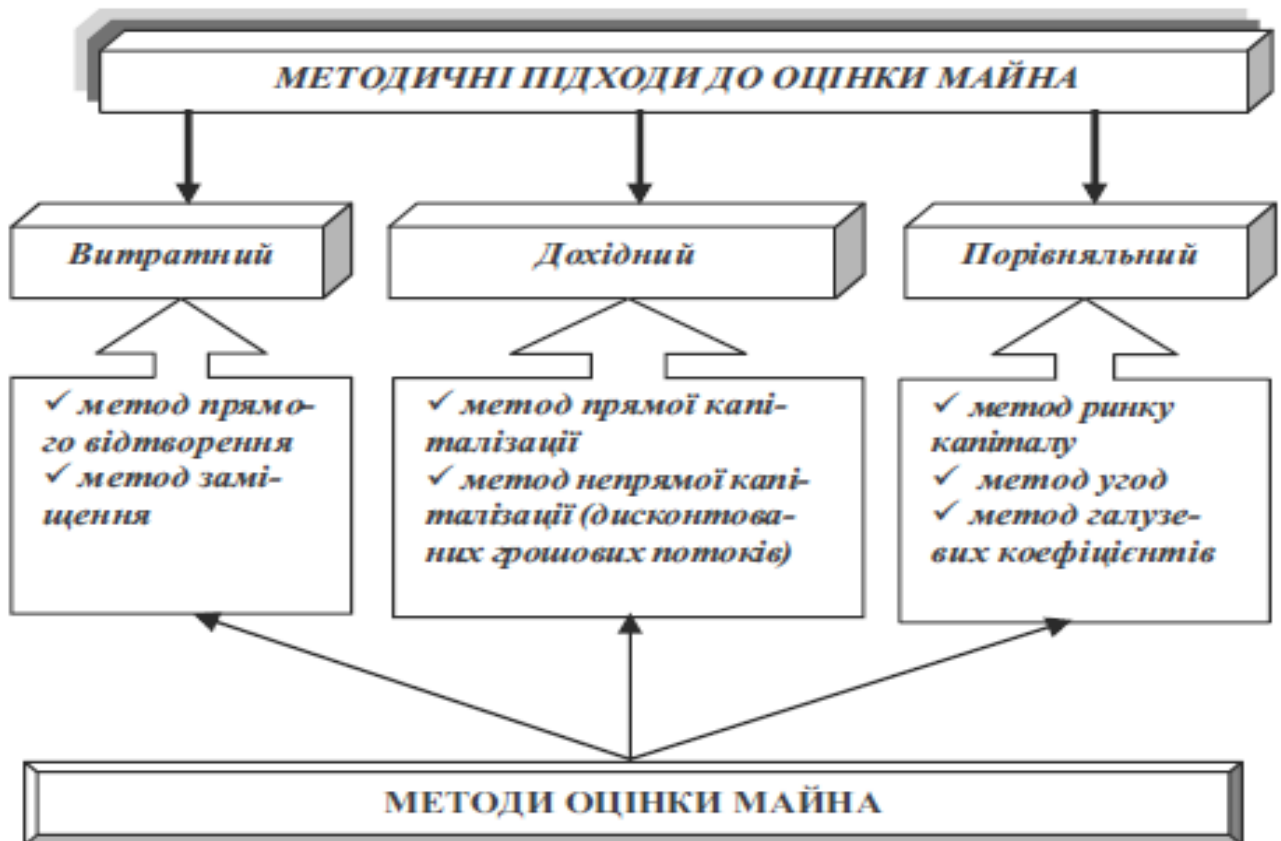 МЕТОДИЧНІ ПІДХОДИ ДО ОЦІНКИ МАЙНА
Витратний
Дохідний
Порівняльний
✓ метод прямо-
го відтворення
✓ метод замі-
щення
✓ метод прямої капі-
талізації
✓ метод непрямої капі-
талізації (дисконтова-
них грошових потоків)
✓ метод ринку
капіталу
✓ метод угод
✓ метод галузе-
вих коефіцієнтів
МЕТОДИ ОЦІНКИ МАЙНА